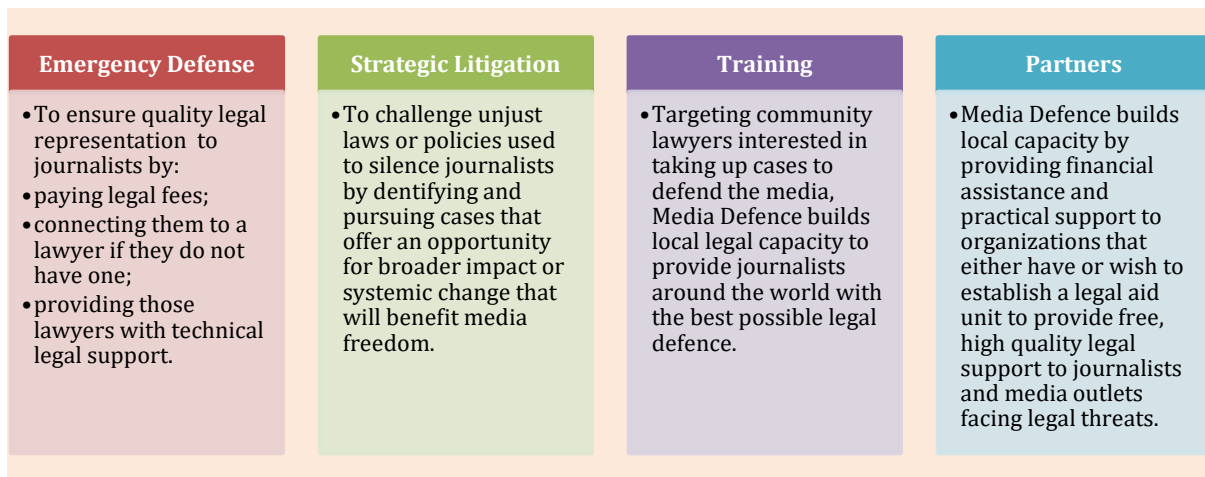 Emergency Defense
•To ensure quality legal
representation to
journalists by:
•paying legal fees;
•connecting them to a
lawyer if they do not
have one;
•providing those
lawyers with technical
legal support.
Strategic Litigation
•To challenge unjust
laws or policies used
to silence journalists
by dentifying and
pursuing cases that
offer an opportunity
for broader impact or
systemic change that
will benefit media
freedom.
Training
•Targeting community
lawyers interested in
taking up cases to
defend the media,
Media Defence builds
local legal capacity to
provide journalists
around the world with
the best possible legal
defence.
Partners
•Media Defence builds
local capacity by
providing financial
assistance and
practical support to
organizations that
either have or wish to
establish a legal aid
unit to provide free,
high quality legal
support to journalists
and media outlets
facing legal threats.